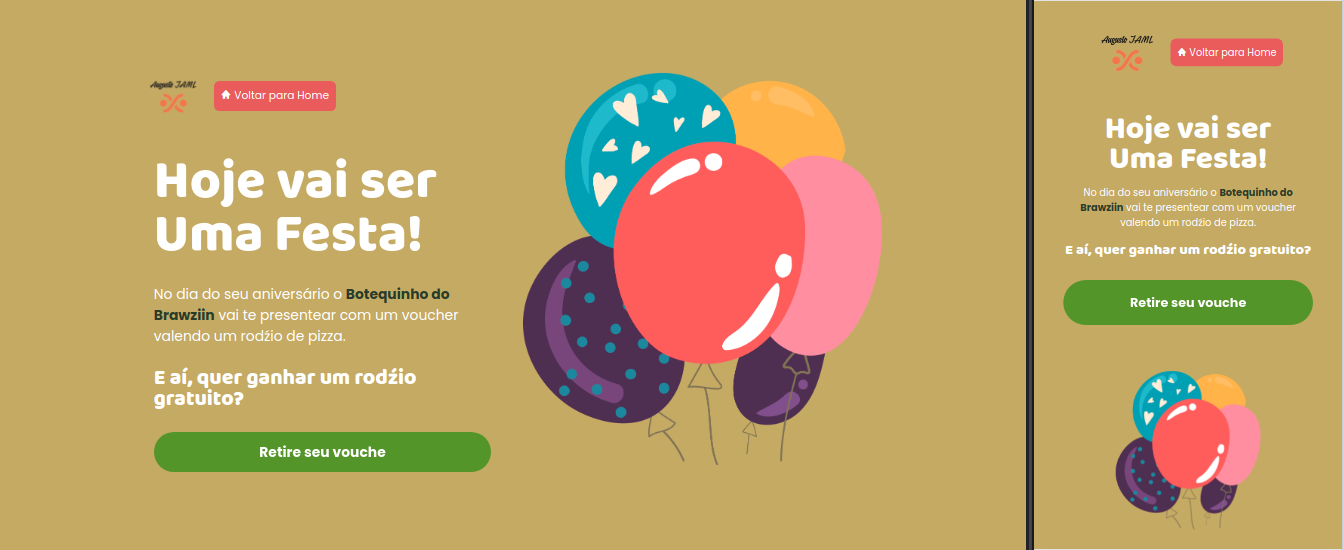 Augusto JAML
Voltar para Home
Hoje vai ser
Uma Festa!
No dia do seu aniversário o Botequinho do
Brawziin vai te presentear com um voucher
valendo um rodźio de pizza.
E aí, quer ganhar um rodźio
gratuito?
Retire seu vouche
Augusto JAML
Voltar para Home
Hoje vai ser
Uma Festa!
No dia do seu aniversário o Botequinho do
Brawziin vai te presentear com um voucher
valendo um rodźio de pizza.
E aí, quer ganhar um rodźio gratuito?
Retire seu vouche